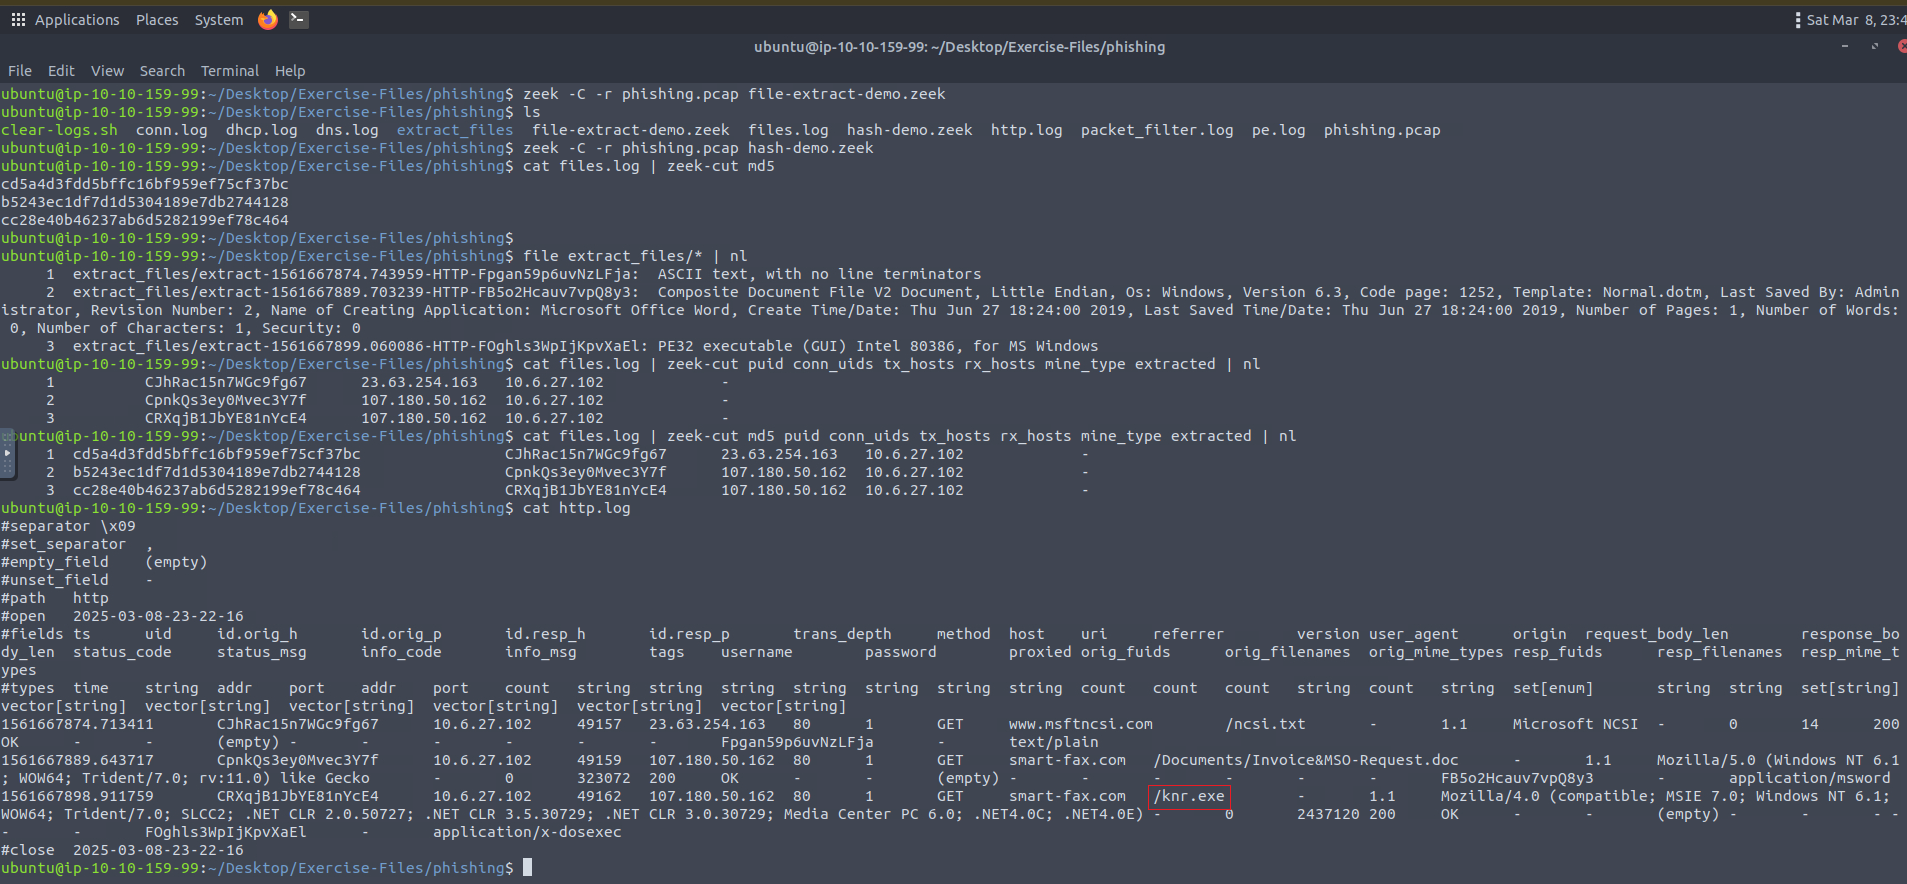 Applications Places System Sat Mar 8, 23:4
ubuntu@ip-10-10-159-99: ~/Desktop/Exercise-Files/phishing
File Edit View Search Terminal Help
ubuntu@ip-10-10-159-99:~/Desktop/Exercise-Files/phishing$ zeek -C -r phishing.pcap file-extract-demo.zeek
ubuntu@ip-10-10-159-99:~/Desktop/Exercise-Files/phishing$ ls
clear-logs.sh conn.log dhcp.log dns.log extract_files file-extract-demo.zeek files.log hash-demo.zeek http.log packet_filter.log pe.log phishing.pcap
ubuntu@ip-10-10-159-99:~/Desktop/Exercise-Files/phishing$ zeek -C -r phishing.pcap hash-demo.zeek
ubuntu@ip-10-10-159-99:~/Desktop/Exercise-Files/phishing$ cat files.log | zeek-cut md5
cd5a4d3fdd5bffc16bf959ef75cf37bc
b5243ec1df7d1d5304189e7db2744128
cc28e40b46237ab6d5282199ef78c464
ubuntu@ip-10-10-159-99:~/Desktop/Exercise-Files/phishing$
ubuntu@ip-10-10-159-99:~/Desktop/Exercise-Files/phishing$ file extract_files/* | nl
1 extract_files/extract-1561667874.743959-HTTP-Fpgan59p6uvNzLFja: ASCII text, with no line terminators
2 extract_files/extract-1561667889.703239-HTTP-FB5o2Hcauv7vpQ8y3: Composite Document File V2 Document, Little Endian, Os: Windows, Version 6.3, Code page: 1252, Template: Normal.dotm, Last Saved By: Admin
istrator, Revision Number: 2, Name of Creating Application: Microsoft Office Word, Create Time/Date: Thu Jun 27 18:24:00 2019, Last Saved Time/Date: Thu Jun 27 18:24:00 2019, Number of Pages: 1, Number of Words:
0, Number of Characters: 1, Security: 0
3 extract_files/extract-1561667899.060086-HTTP-FOghls3WpIjKpvXaEl: PE32 executable (GUI) Intel 80386, for MS Windows
ubuntu@ip-10-10-159-99:~/Desktop/Exercise-Files/phishing$ cat files.log | zeek-cut puid conn_uids tx_hosts rx_hosts mine_type extracted | nl
1 CJhRac15n7WGc9fg67 23.63.254.163 10.6.27.102 -
2 CpnkQs3ey0Mvec3Y7f 107.180.50.162 10.6.27.102 -
3 CRXqjB1JbYE81nYcE4 107.180.50.162 10.6.27.102 -
ubuntu@ip-10-10-159-99:~/Desktop/Exercise-Files/phishing$ cat files.log | zeek-cut md5 puid conn_uids tx_hosts rx_hosts mine_type extracted | nl
1 cd5a4d3fdd5bffc16bf959ef75cf37bc CJhRac15n7WGc9fg67 23.63.254.163 10.6.27.102 -
2 b5243ec1df7d1d5304189e7db2744128 CpnkQs3ey0Mvec3Y7f 107.180.50.162 10.6.27.102 -
3 cc28e40b46237ab6d5282199ef78c464 CRXqjB1JbYE81nYcE4 107.180.50.162 10.6.27.102 -
ubuntu@ip-10-10-159-99:~/Desktop/Exercise-Files/phishing$ cat http.log
#separator \x09
#set_separator ,
#empty_field (empty)
#unset_field -
#path http
#open 2025-03-08-23-22-16
#fields ts uid id.orig_h id.orig_p id.resp_h id.resp_p trans_depth method host uri referrer version user_agent origin request_body_len response_bo
dy_len status_code status_msg info_code info_msg tags username password proxied orig_fuids orig_filenames orig_mime_types resp_fuids resp_filenames resp_mime_t
ypes
#types time string addr port addr port count string string string string string string string count count count string count string set[enum] string string set[string]
vector[string] vector[string] vector[string] vector[string] vector[string] vector[string]
1561667874.713411 CJhRac15n7WGc9fg67 10.6.27.102 49157 23.63.254.163 80 1 GET www.msftncsi.com /ncsi.txt - 1.1 Microsoft NCSI - 0 14 200
OK - - (empty) - - - - - - Fpgan59p6uvNzLFja - text/plain
1561667889.643717 CpnkQs3ey0Mvec3Y7f 10.6.27.102 49159 107.180.50.162 80 1 GET smart-fax.com /Documents/Invoice&MSO-Request.doc - 1.1 Mozilla/5.0 (Windows NT 6.1
; WOW64; Trident/7.0; rv:11.0) like Gecko - 0 323072 200 OK - - (empty) - - - - - - FB5o2Hcauv7vpQ8y3 - application/msword
1561667898.911759 CRXqjB1JbYE81nYcE4 10.6.27.102 49162 107.180.50.162 80 1 GET smart-fax.com /knr.exe - 1.1 Mozilla/4.0 (compatible; MSIE 7.0; Windows NT 6.1;
WOW64; Trident/7.0; SLCC2; .NET CLR 2.0.50727; .NET CLR 3.5.30729; .NET CLR 3.0.30729; Media Center PC 6.0; .NET4.0C; .NET4.0E) - 0 2437120 200 OK - - (empty) - - - -
- - FOghls3WpIjKpvXaEl - application/x-dosexec
#close 2025-03-08-23-22-16
ubuntu@ip-10-10-159-99:~/Desktop/Exercise-Files/phishing$